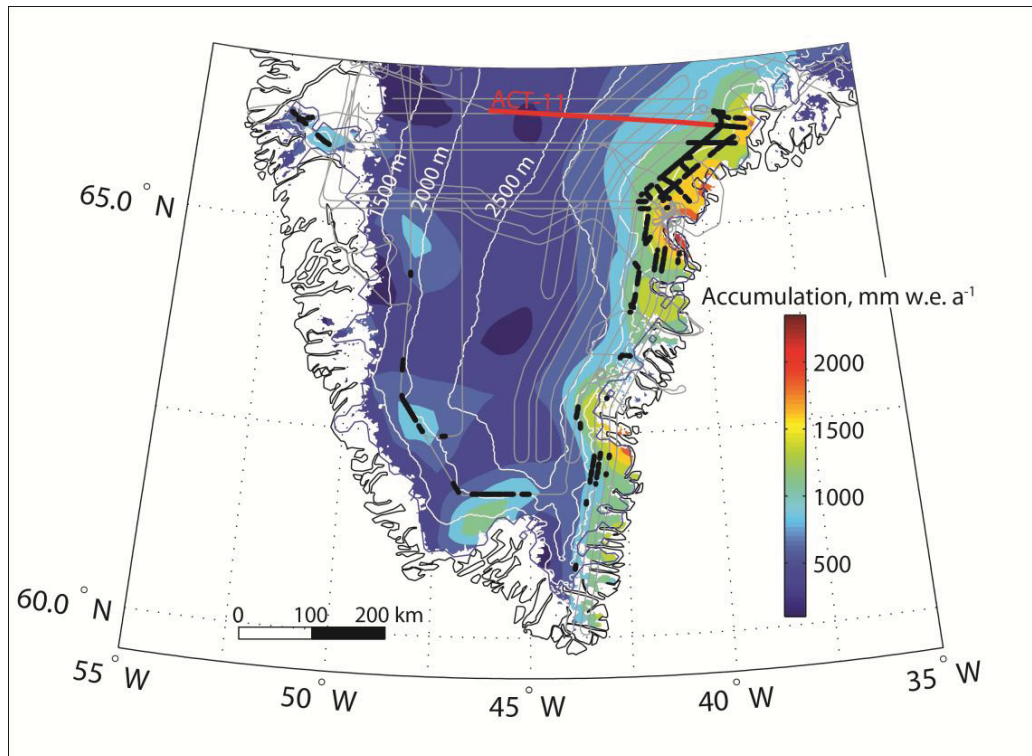 ACT-11
1500 m
2000 m
2500 m
65.0 ° N
Accumulation, mm w.e. a⁻¹
2000
1500
1000
500
60.0 ° N
0 100 200 km
55 ° W
50 ° W
45 ° W
40 ° W
35 ° W